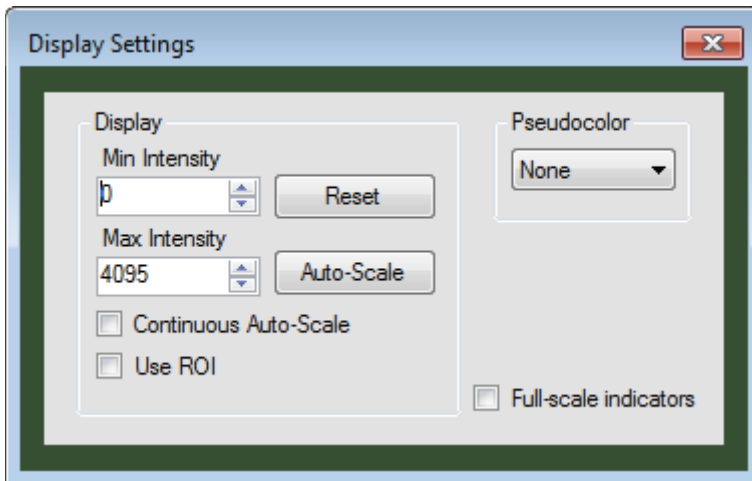 Display Settings
Display
Min Intensity
0
Reset
Max Intensity
4095
Auto-Scale
Continuous Auto-Scale
Use ROI
Pseudocolor
None
Full-scale indicators